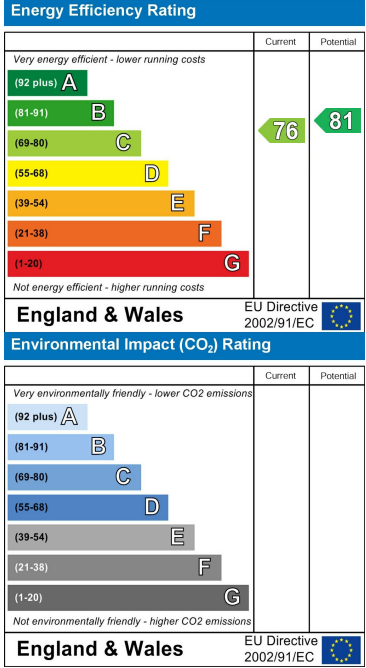 Energy Efficiency Rating
Current Potential
Very energy efficient - lower running costs
(92 plus) A
(81-91) B
(69-80) C
(55-68) D
(39-54) E
(21-38) F
(1-20) G
76 81
Not energy efficient - higher running costs
England & Wales
EU Directive
2002/91/EC
Environmental Impact (CO₂) Rating
Current Potential
Very environmentally friendly - lower CO2 emissions
(92 plus) A
(81-91) B
(69-80) C
(55-68) D
(39-54) E
(21-38) F
(1-20) G
Not environmentally friendly - higher CO2 emissions
England & Wales
EU Directive
2002/91/EC